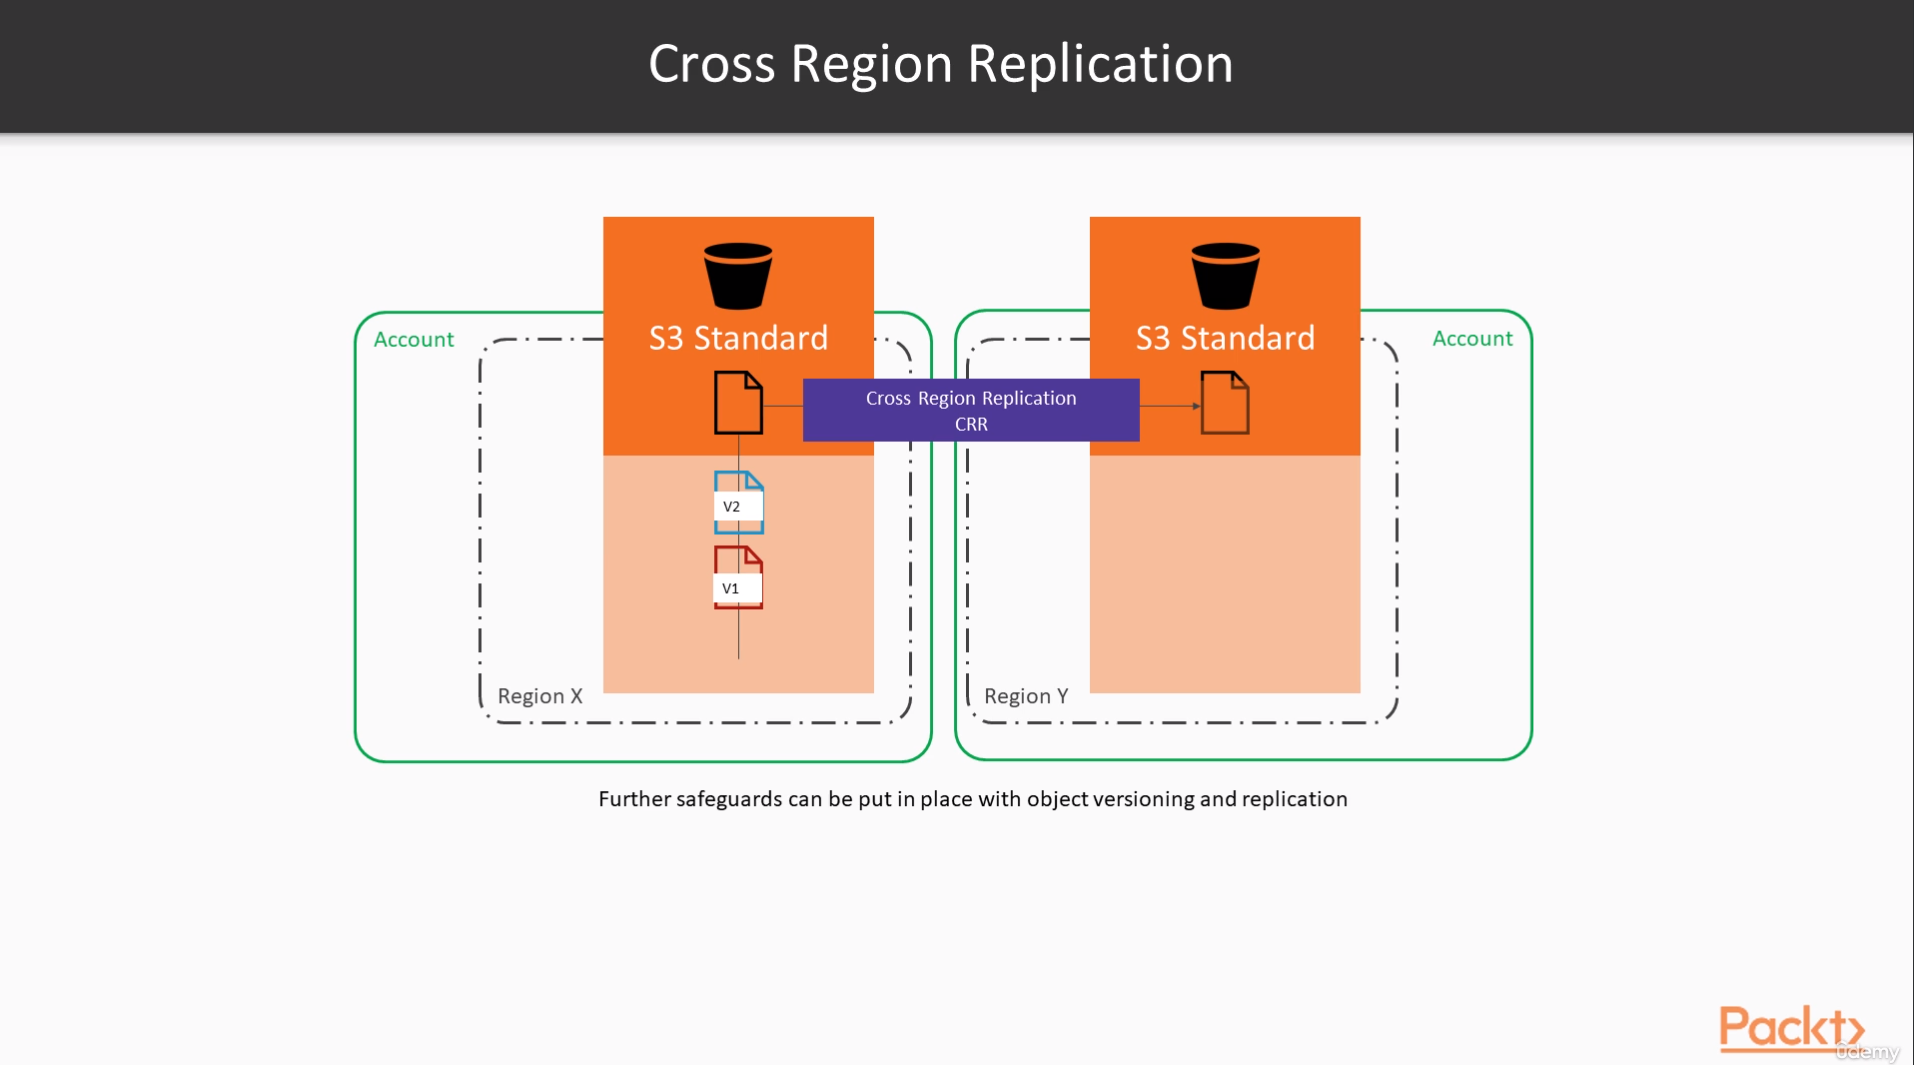 Cross Region Replication
S3 Standard
S3 Standard
Account
Account
Cross Region Replication
CRR
V2
V1
Region X
Region Y
Further safeguards can be put in place with object versioning and replication
Packt
ûdemy